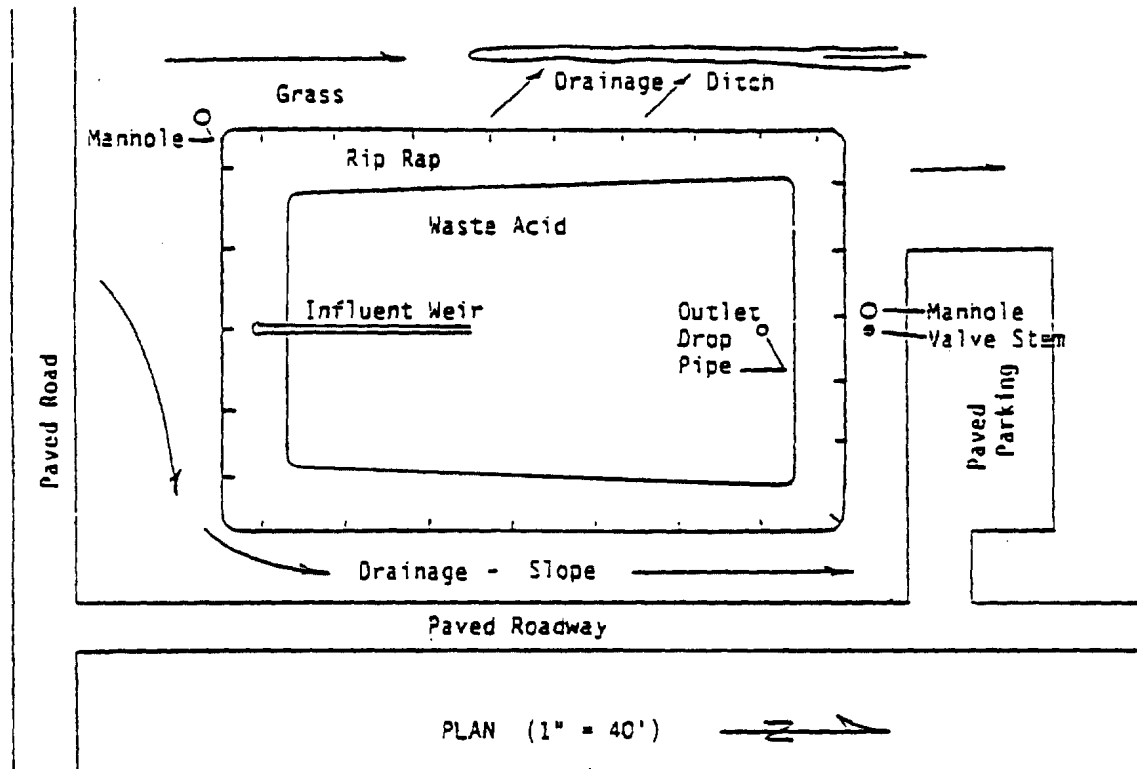 Drainage Ditch
Grass
Manhole
Rip Rap
Waste Acid
Influent Weir
Outlet
Drop
Pipe
Manhole
Valve Stem
Paved Road
Paved
Parking
Drainage - Slope
Paved Roadway
PLAN (1" = 40')
N